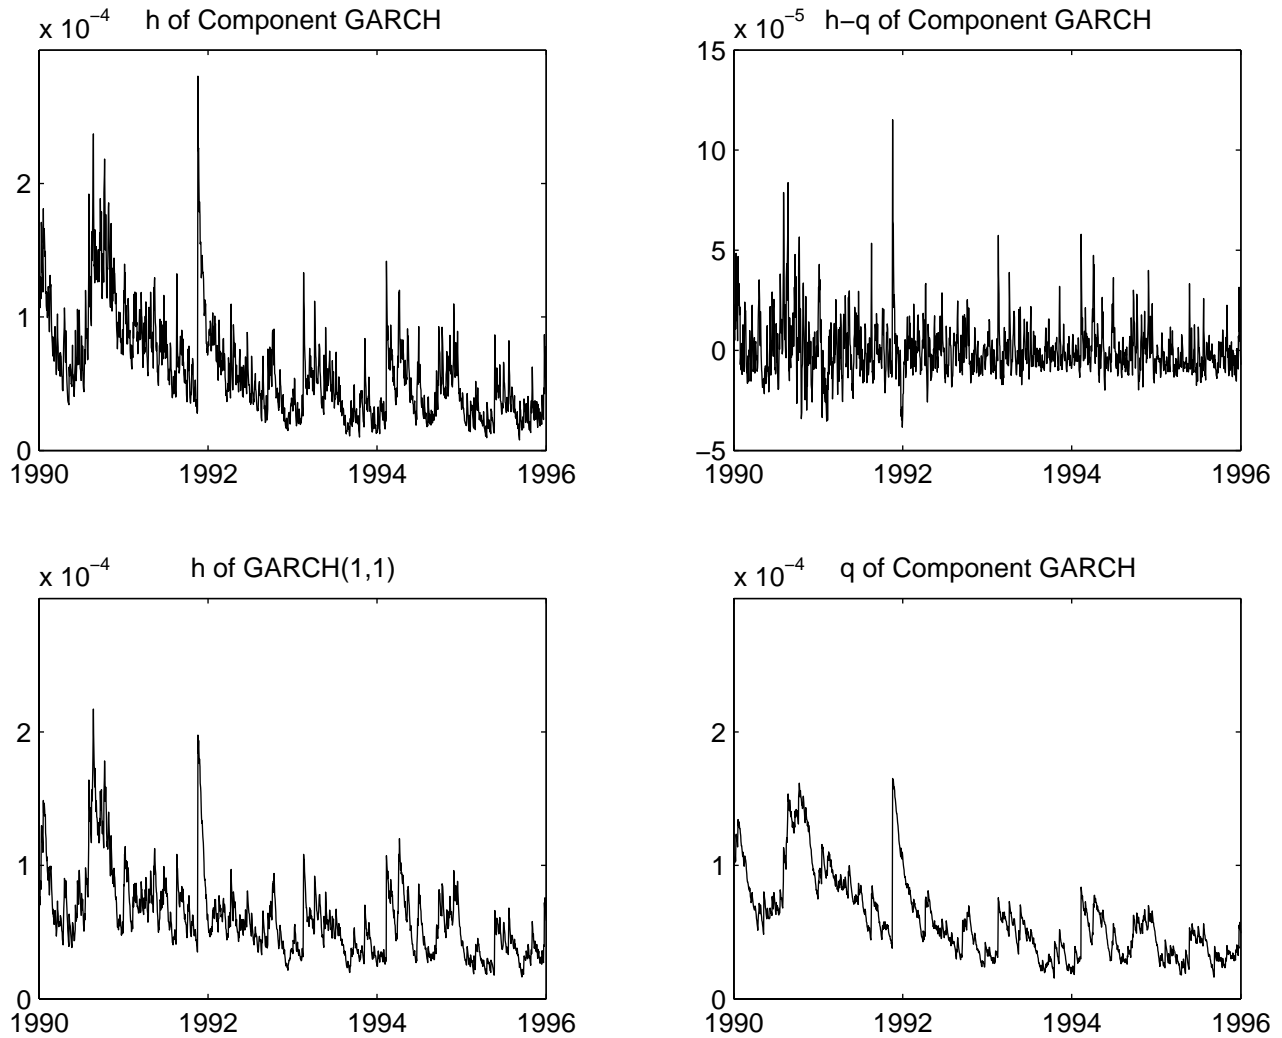 x 10⁻⁴ h of Component GARCH
2
1
0
1990 1992 1994 1996
x 10⁻⁵ h−q of Component GARCH
15
10
5
0
−5
1990 1992 1994 1996
x 10⁻⁴ h of GARCH(1,1)
2
1
0
1990 1992 1994 1996
x 10⁻⁴ q of Component GARCH
2
1
0
1990 1992 1994 1996